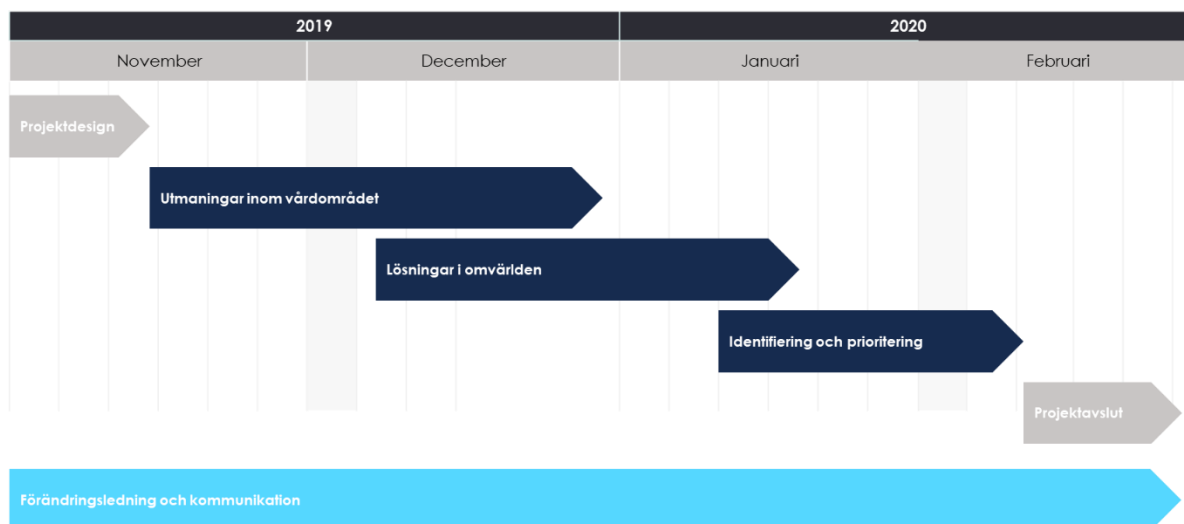 2019
2020
November
December
Januari
Februari
Projektdesign
Utmaningar inom vårdområdet
Lösningar i omvärlden
Identifiering och prioritering
Projektavslut
Förändringsledning och kommunikation